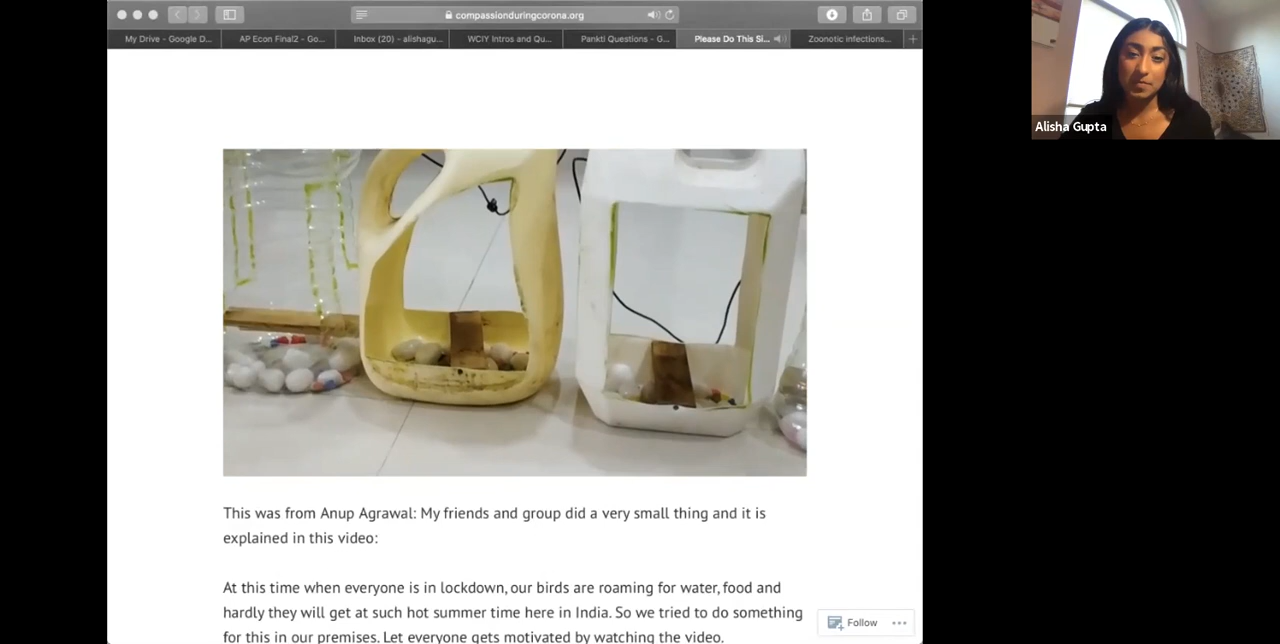 compassionduringcorona.org
My Drive - Google D...
AP Econ Final2 - Go...
Inbox (20) - alishagu...
WCIY Intros and Qu...
Pankti Questions - G...
Please Do This Si...
Zoonotic infections...
Alisha Gupta
This was from Anup Agrawal: My friends and group did a very small thing and it is
explained in this video:
At this time when everyone is in lockdown, our birds are roaming for water, food and
hardly they will get at such hot summer time here in India. So we tried to do something
for this in our premises. Let everyone gets motivated by watching the video.
Follow